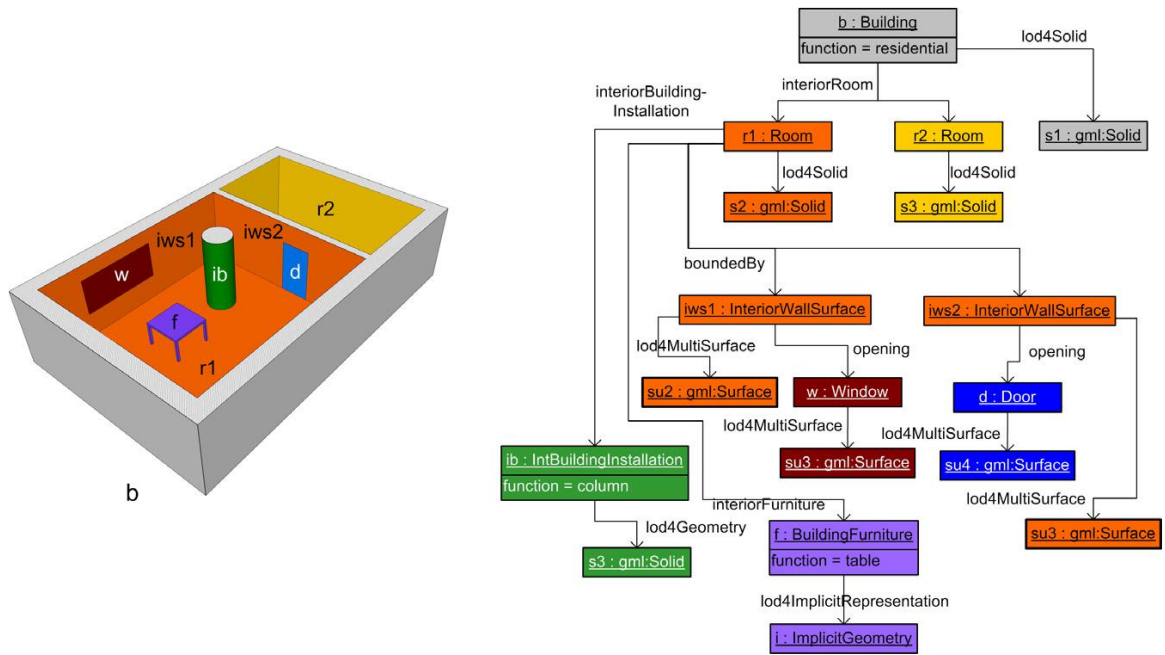 b : Building
function = residential
lod4Solid
interiorRoom
interiorBuilding-
Installation
r1 : Room
r2 : Room
s1 : gml:Solid
lod4Solid
lod4Solid
s2 : gml:Solid
s3 : gml:Solid
r2
iws1
iws2
w
ib
d
f
r1
b
boundedBy
iws1 : InteriorWallSurface
iws2 : InteriorWallSurface
lod4MultiSurface
opening
opening
su2 : gml:Surface
w : Window
d : Door
lod4MultiSurface
lod4MultiSurface
ib : IntBuildingInstallation
function = column
su3 : gml:Surface
su4 : gml:Surface
interiorFurniture
lod4MultiSurface
lod4Geometry
f : BuildingFurniture
function = table
su3 : gml:Surface
s3 : gml:Solid
lod4ImplicitRepresentation
i : ImplicitGeometry